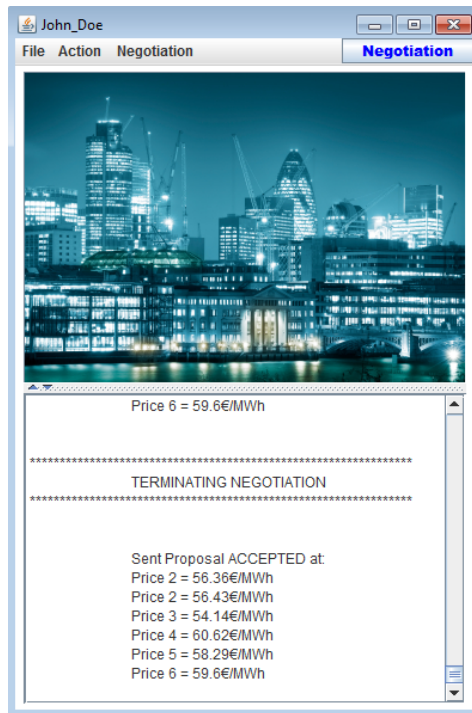 John_Doe
File Action Negotiation Negotiation
Price 6 = 59.6€/MWh
******************************************************************
TERMINATING NEGOTIATION
******************************************************************
Sent Proposal ACCEPTED at:
Price 2 = 56.36€/MWh
Price 2 = 56.43€/MWh
Price 3 = 54.14€/MWh
Price 4 = 60.62€/MWh
Price 5 = 58.29€/MWh
Price 6 = 59.6€/MWh